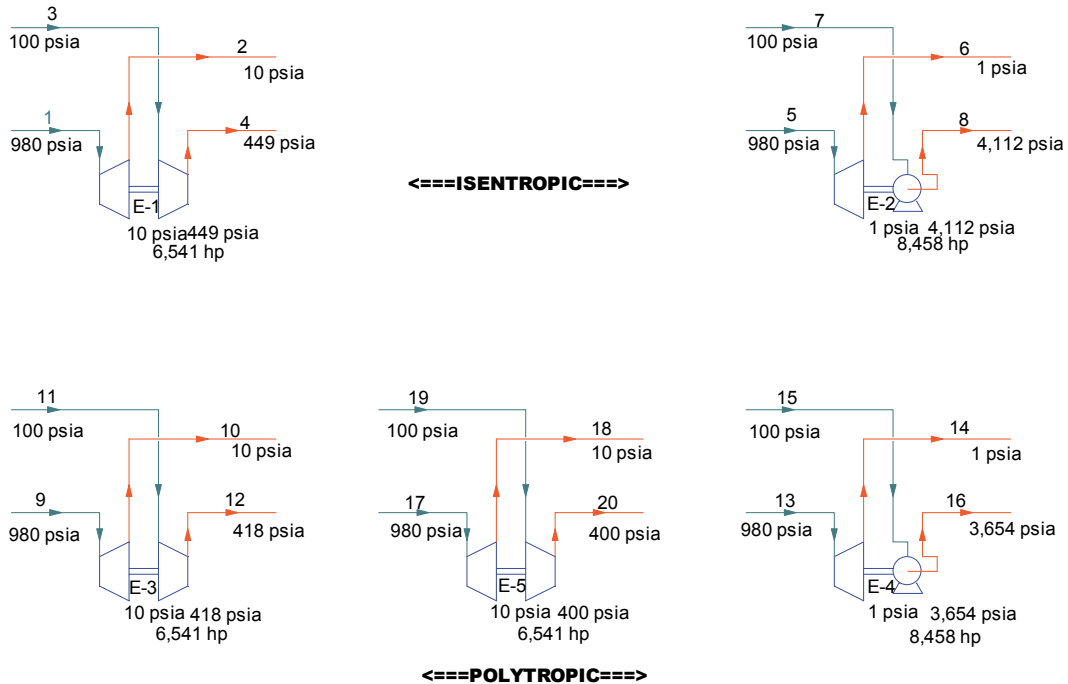 3
100 psia
2
10 psia
1
980 psia
4
449 psia
E-1
10 psia 449 psia
6,541 hp
<===ISENTROPIC===>
7
100 psia
6
1 psia
5
980 psia
8
4,112 psia
E-2
1 psia 4,112 psia
8,458 hp
11
100 psia
10
10 psia
9
980 psia
12
418 psia
E-3
10 psia 418 psia
6,541 hp
19
100 psia
18
10 psia
17
980 psia
20
400 psia
E-5
10 psia 400 psia
6,541 hp
15
100 psia
14
1 psia
13
980 psia
16
3,654 psia
E-4
1 psia 3,654 psia
8,458 hp
<===POLYTROPIC===>